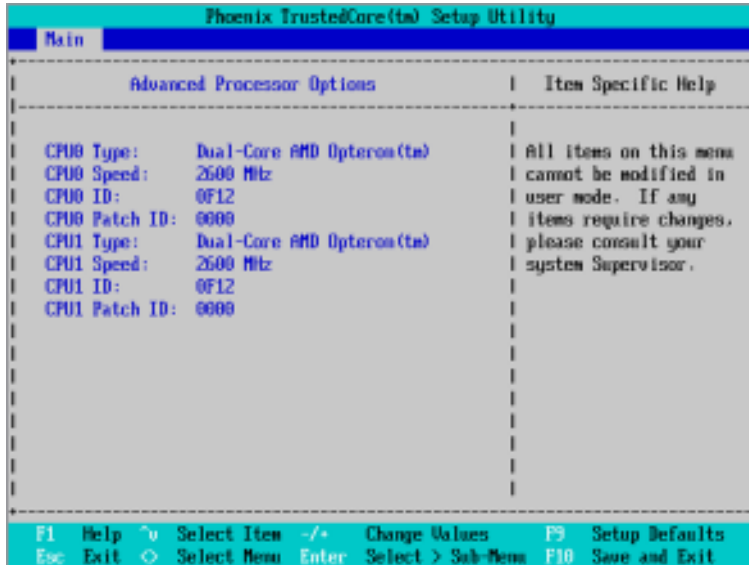 Phoenix TrustedCore(tm) Setup Utility
Main
Advanced Processor Options
Item Specific Help
CPU0 Type: Dual-Core AMD Opteron(tm)
CPU0 Speed: 2600 MHz
CPU0 ID: 0F12
CPU0 Patch ID: 0000
CPU1 Type: Dual-Core AMD Opteron(tm)
CPU1 Speed: 2600 MHz
CPU1 ID: 0F12
CPU1 Patch ID: 0000
All items on this menu
cannot be modified in
user mode. If any
items require changes,
please consult your
system Supervisor.
F1 Help ^v Select Item -/+ Change Values F9 Setup Defaults
Esc Exit <> Select Menu Enter Select > Sub-Menu F10 Save and Exit